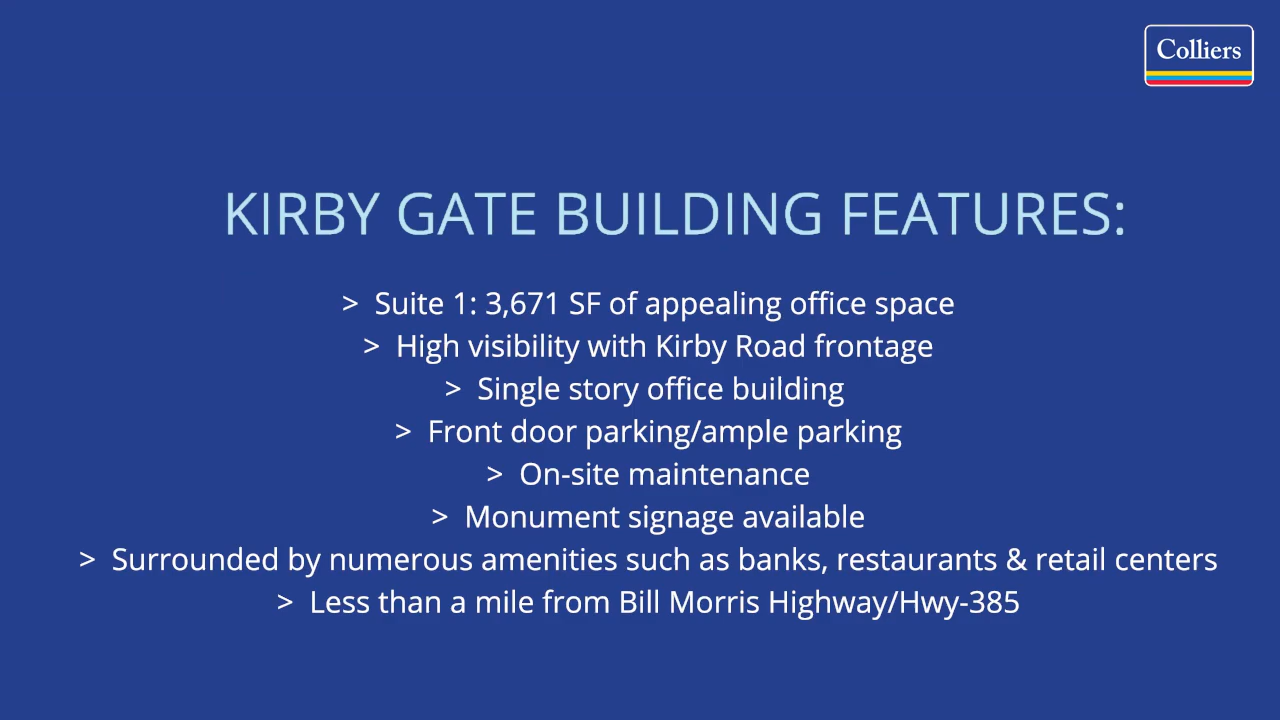 Colliers
KIRBY GATE BUILDING FEATURES:
> Suite 1: 3,671 SF of appealing office space
> High visibility with Kirby Road frontage
> Single story office building
> Front door parking/ample parking
> On-site maintenance
> Monument signage available
> Surrounded by numerous amenities such as banks, restaurants & retail centers
> Less than a mile from Bill Morris Highway/Hwy-385